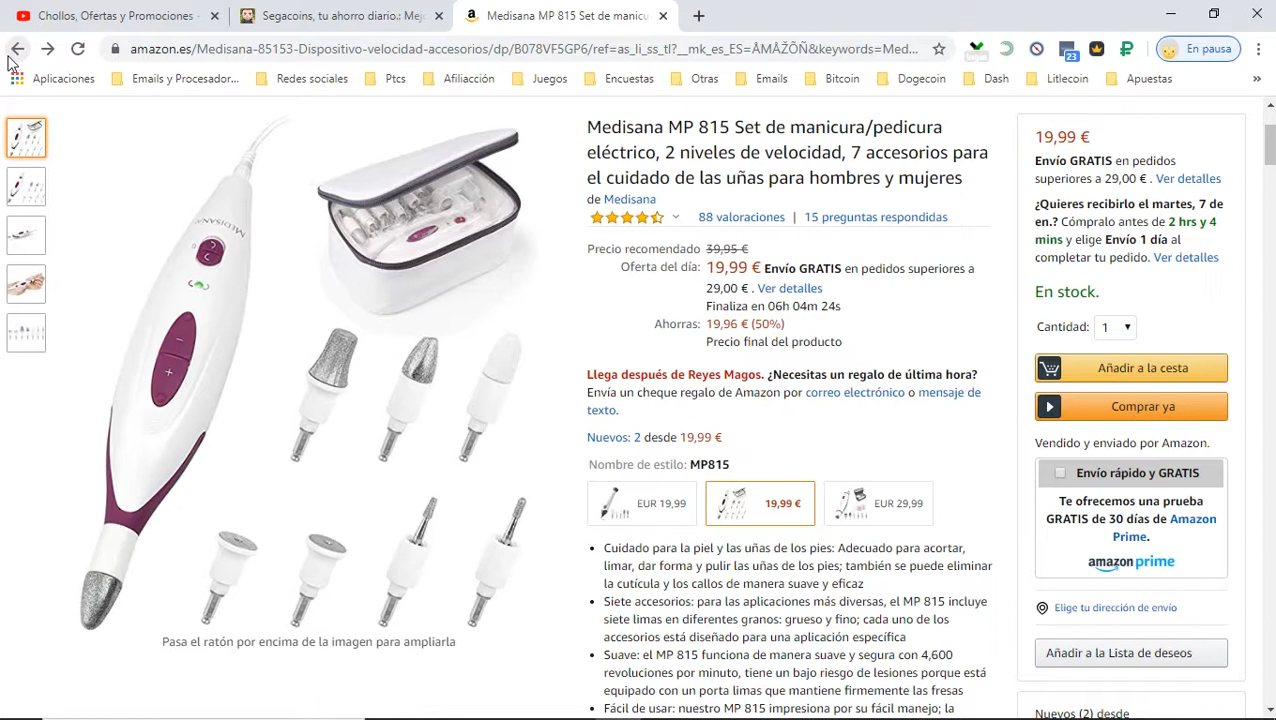 Chollos, Ofertas y Promociones -
Segacoins, tu ahorro diario.: Mejo
Medisana MP 815 Set de manicu
amazon.es/Medisana-85153-Dispositivo-velocidad-accesorios/dp/B078VF5GP6/ref=as_li_ss_tl?__mk_es_ES=ÅMÅŽÕÑ&keywords=Med...
23
En pausa
Aplicaciones
Emails y Procesador...
Redes sociales
Ptcs
Afiliación
Juegos
Encuestas
Otros
Emails
Bitcoin
Dogecoin
Dash
Litlecoin
Apuestas
»
MEDISANA
Pasa el ratón por encima de la imagen para ampliarla
Medisana MP 815 Set de manicura/pedicura
eléctrico, 2 niveles de velocidad, 7 accesorios para
el cuidado de las uñas para hombres y mujeres
de Medisana
88 valoraciones | 15 preguntas respondidas
Precio recomendado 39,95 €
Oferta del día: 19,99 € Envío GRATIS en pedidos superiores a
29,00 € . Ver detalles
Finaliza en 06h 04m 24s
Ahorras: 19,96 € (50%)
Precio final del producto
Llega después de Reyes Magos. ¿Necesitas un regalo de última hora?
Envía un cheque regalo de Amazon por correo electrónico o mensaje de
texto.
Nuevos: 2 desde 19,99 €
Nombre de estilo: MP815
EUR 19,99
19,99 €
EUR 29,99
• Cuidado para la piel y las uñas de los pies: Adecuado para acortar,
limar, dar forma y pulir las uñas de los pies; también se puede eliminar
la cutícula y los callos de manera suave y eficaz
• Siete accesorios: para las aplicaciones más diversas, el MP 815 incluye
siete limas en diferentes granos: grueso y fino; cada uno de los
accesorios está diseñado para una aplicación específica
• Suave: el MP 815 funciona de manera suave y segura con 4,600
revoluciones por minuto, tiene un bajo riesgo de lesiones porque está
equipado con un porta limas que mantiene firmemente las fresas
• Fácil de usar: nuestro MP 815 impresiona por su fácil manejo; la
19,99 €
Envío GRATIS en pedidos
superiores a 29,00 € . Ver detalles
¿Quieres recibirlo el martes, 7 de
en.? Cómpralo antes de 2 hrs y 4
mins y elige Envío 1 día al
completar tu pedido. Ver detalles
En stock.
Cantidad: 1
Añadir a la cesta
Comprar ya
Vendido y enviado por Amazon.
Envío rápido y GRATIS
Te ofrecemos una prueba
GRATIS de 30 días de Amazon
Prime.
amazon prime
Elige tu dirección de envío
Añadir a la Lista de deseos
Nuevos (2) desde